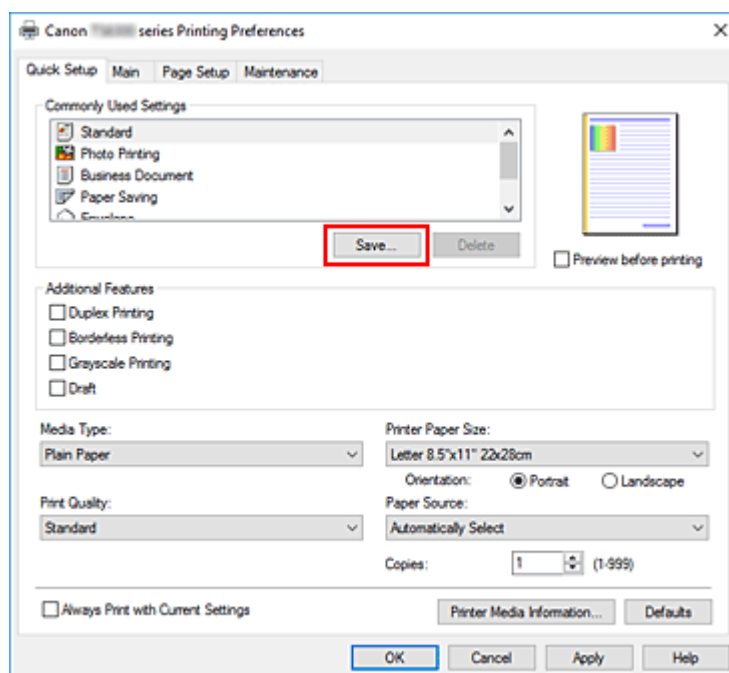 Canon series Printing Preferences
Quick Setup Main Page Setup Maintenance
Commonly Used Settings
Standard
Photo Printing
Business Document
Paper Saving
Envelope
Save... Delete
Preview before printing
Additional Features
Duplex Printing
Borderless Printing
Grayscale Printing
Draft
Media Type: Printer Paper Size:
Plain Paper Letter 8.5"x11" 22x28cm
Orientation: Portrait Landscape
Print Quality: Paper Source:
Standard Automatically Select
Copies: 1 (1-999)
Always Print with Current Settings Printer Media Information... Defaults
OK Cancel Apply Help